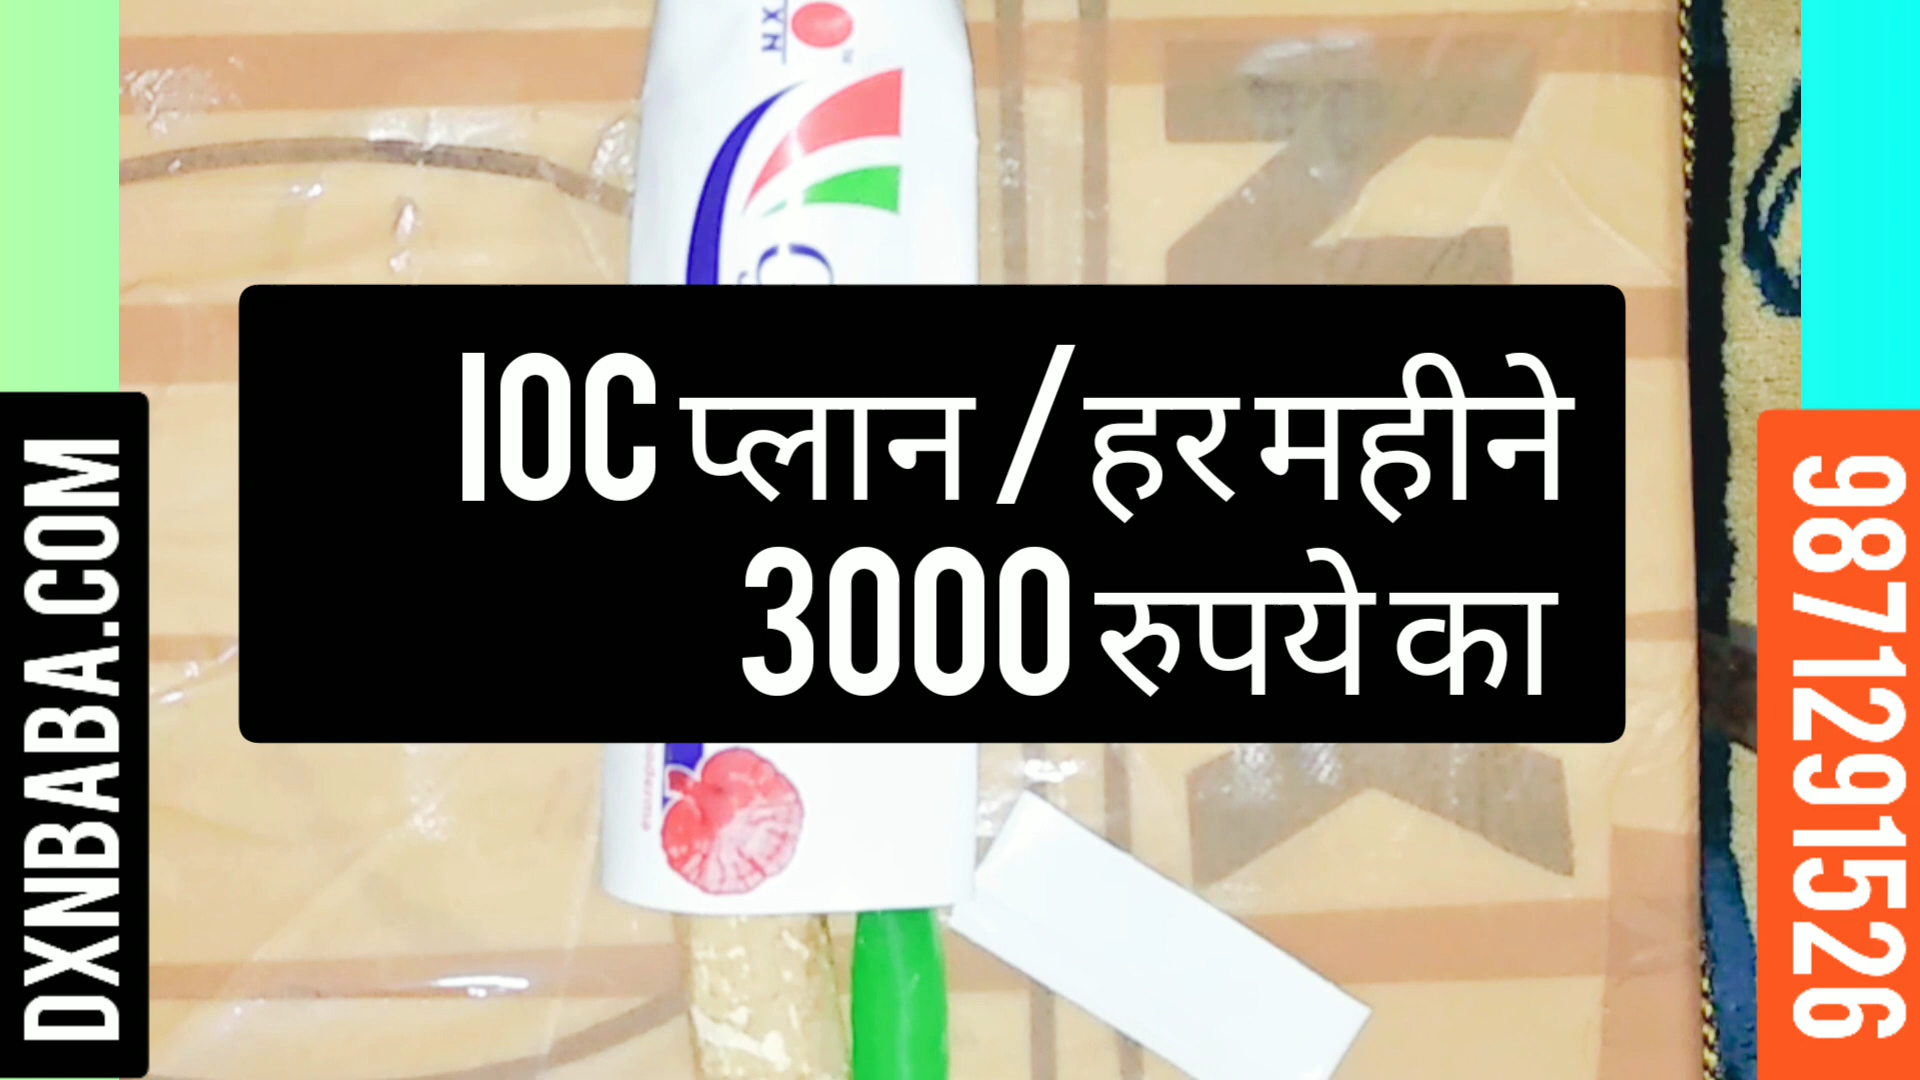 IOC प्लान / हर महीने
3000 रुपये का
DXNBABA.COM
9871291526